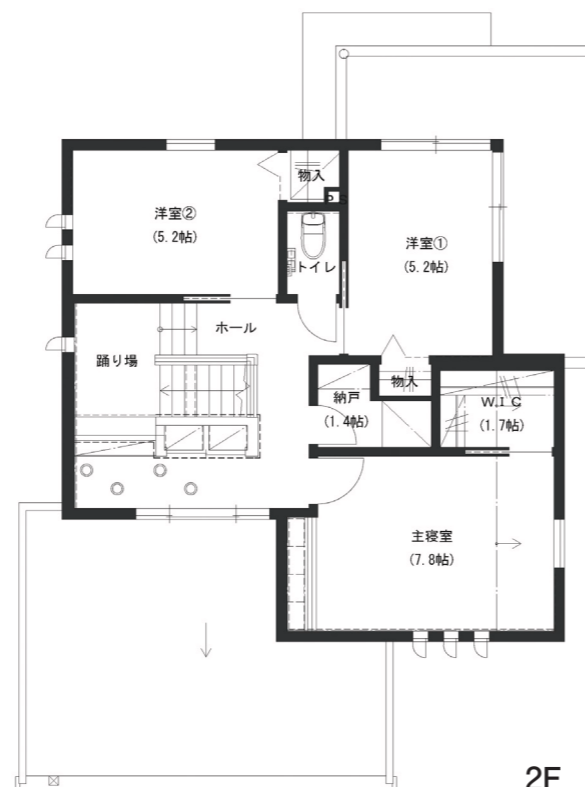 物入
PS
洋室②
(5.2帖)
洋室①
(5.2帖)
トイレ
ホール
踊り場
納戸
(1.4帖)
物入
W.I.C
(1.7帖)
主寝室
(7.8帖)
2F